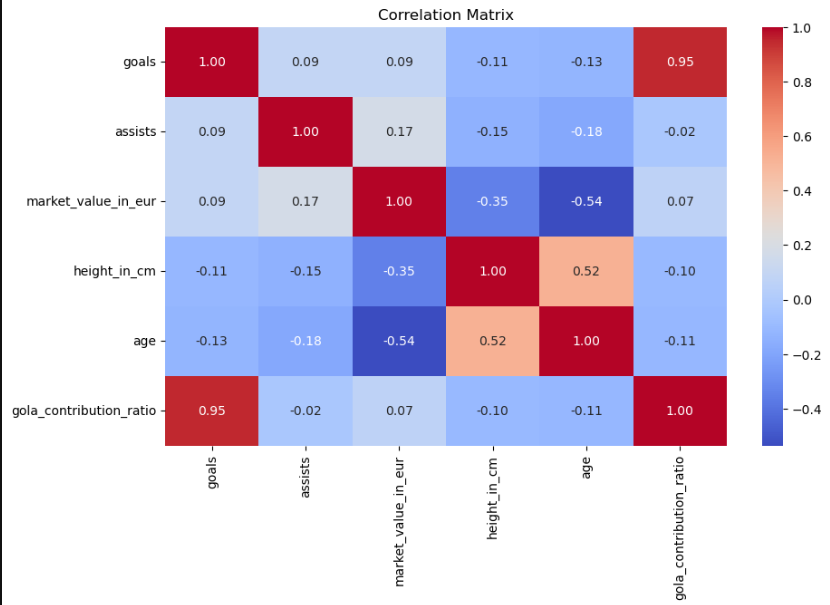 Correlation Matrix
goals 1.00 0.09 0.09 -0.11 -0.13 0.95
assists 0.09 1.00 0.17 -0.15 -0.18 -0.02
market_value_in_eur 0.09 0.17 1.00 -0.35 -0.54 0.07
height_in_cm -0.11 -0.15 -0.35 1.00 0.52 -0.10
age -0.13 -0.18 -0.54 0.52 1.00 -0.11
gola_contribution_ratio 0.95 -0.02 0.07 -0.10 -0.11 1.00
goals
assists
market_value_in_eur
height_in_cm
age
gola_contribution_ratio
1.0
0.8
0.6
0.4
0.2
0.0
−0.2
−0.4